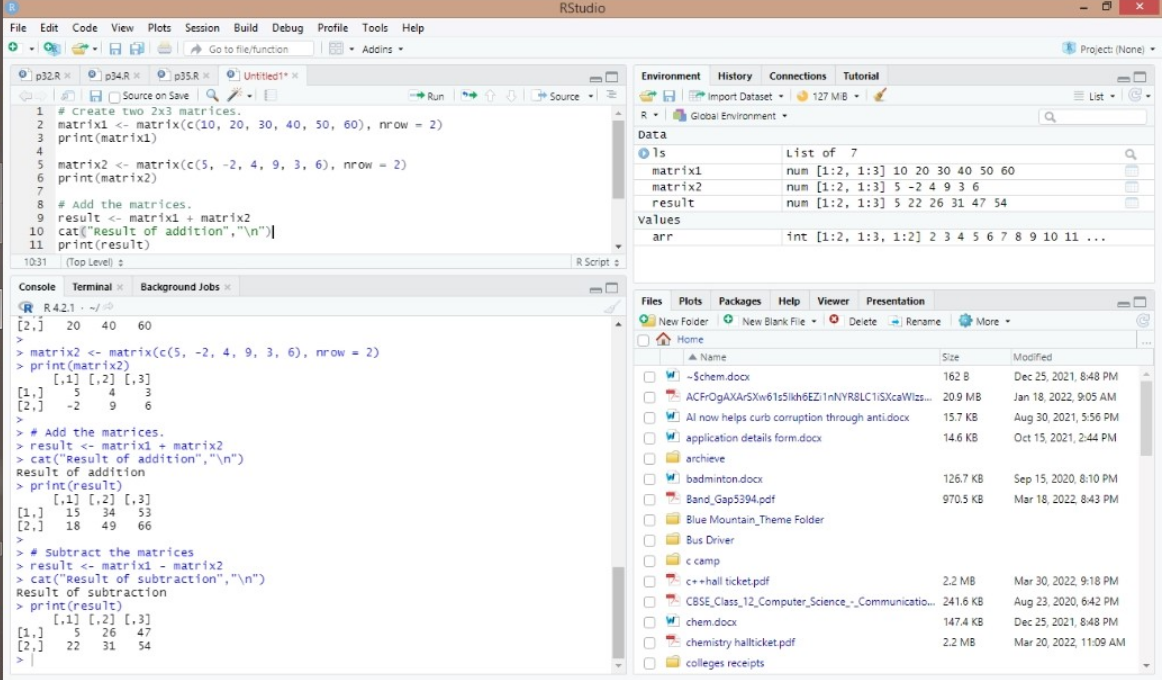 RStudio
File Edit Code View Plots Session Build Debug Profile Tools Help
Go to file/function Addins Project: (None)
p32.R p34.R p35.R Untitled1*
Source on Save Run Source
1 # Create two 2x3 matrices.
2 matrix1 <- matrix(c(10, 20, 30, 40, 50, 60), nrow = 2)
3 print(matrix1)
4
5 matrix2 <- matrix(c(5, -2, 4, 9, 3, 6), nrow = 2)
6 print(matrix2)
7
8 # Add the matrices.
9 result <- matrix1 + matrix2
10 cat("Result of addition","\n")
11 print(result)
10:31 (Top Level) R Script
Console Terminal Background Jobs
R 4.2.1 · ~/
[2,] 20 40 60
>
> matrix2 <- matrix(c(5, -2, 4, 9, 3, 6), nrow = 2)
> print(matrix2)
[,1] [,2] [,3]
[1,] 5 4 3
[2,] -2 9 6
>
> # Add the matrices.
> result <- matrix1 + matrix2
> cat("Result of addition","\n")
Result of addition
> print(result)
[,1] [,2] [,3]
[1,] 15 34 53
[2,] 18 49 66
>
> # Subtract the matrices
> result <- matrix1 - matrix2
> cat("Result of subtraction","\n")
Result of subtraction
> print(result)
[,1] [,2] [,3]
[1,] 5 26 47
[2,] 22 31 54
>
Environment History Connections Tutorial
Import Dataset 127 MiB List
R Global Environment
Data
ls List of 7
matrix1 num [1:2, 1:3] 10 20 30 40 50 60
matrix2 num [1:2, 1:3] 5 -2 4 9 3 6
result num [1:2, 1:3] 5 22 26 31 47 54
Values
arr int [1:2, 1:3, 1:2] 2 3 4 5 6 7 8 9 10 11 ...
Files Plots Packages Help Viewer Presentation
New Folder New Blank File Delete Rename More
Home ...
Name Size Modified
~$chem.docx 162 B Dec 25, 2021, 8:48 PM
20.9 MB Jan 18, 2022, 9:05 AM
AI now helps curb corruption through anti.docx 15.7 KB Aug 30, 2021, 5:56 PM
application details form.docx 14.6 KB Oct 15, 2021, 2:44 PM
archieve
badminton.docx 126.7 KB Sep 15, 2020, 8:10 PM
Band_Gap5394.pdf 970.5 KB Mar 18, 2022, 8:43 PM
Blue Mountain_Theme Folder
Bus Driver
c camp
c++hall ticket.pdf 2.2 MB Mar 30, 2022, 9:18 PM
CBSE_Class_12_Computer_Science_-_Communicatio... 241.6 KB Aug 23, 2020, 6:42 PM
chem.docx 147.4 KB Dec 25, 2021, 8:48 PM
chemistry hallticket.pdf 2.2 MB Mar 20, 2022, 11:09 AM
colleges receipts